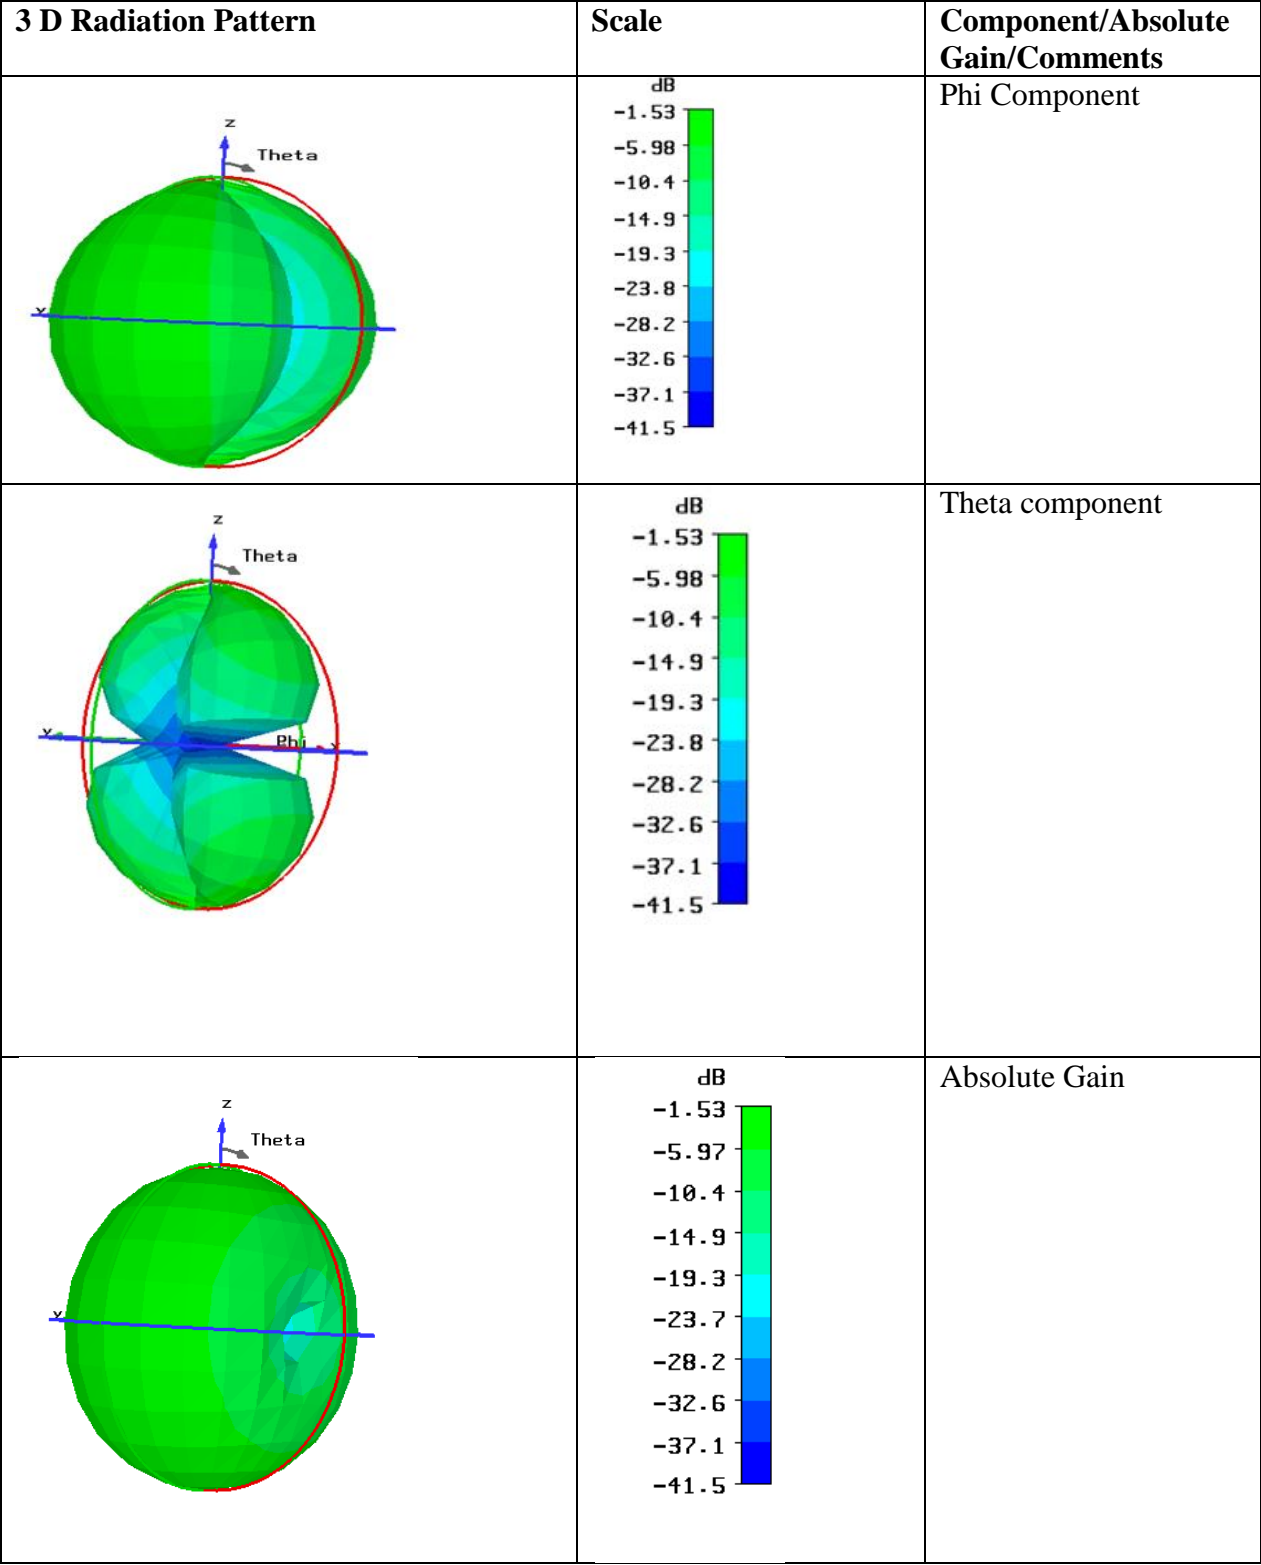 3 D Radiation Pattern
Scale
Component/Absolute
Gain/Comments
z
Theta
Y
dB
-1.53
-5.98
-10.4
-14.9
-19.3
-23.8
-28.2
-32.6
-37.1
-41.5
Phi Component
z
Theta
Y
Phi
x
dB
-1.53
-5.98
-10.4
-14.9
-19.3
-23.8
-28.2
-32.6
-37.1
-41.5
Theta component
z
Theta
Y
dB
-1.53
-5.97
-10.4
-14.9
-19.3
-23.7
-28.2
-32.6
-37.1
-41.5
Absolute Gain